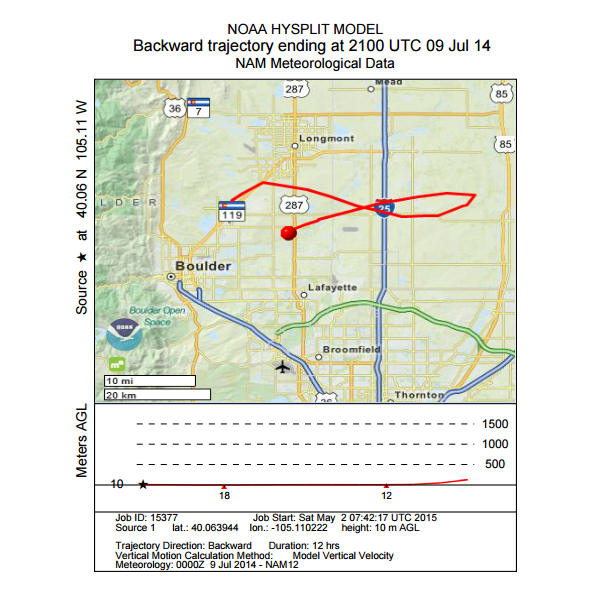 NOAA HYSPLIT MODEL
Backward trajectory ending at 2100 UTC 09 Jul 14
NAM Meteorological Data
Source ★ at 40.06 N 105.11 W
287
Mead
85
36
7
Longmont
85
LDER
119
287
25
Boulder
Lafayette
Boulder Open
Space
NOAA
Broomfield
mq
10 mi
20 km
36
Thornton
Meters AGL
1500
1000
500
10
18
12
Job ID: 15377 Job Start: Sat May 2 07:42:17 UTC 2015
Source 1 lat.: 40.063944 lon.: -105.110222 height: 10 m AGL
Trajectory Direction: Backward Duration: 12 hrs
Vertical Motion Calculation Method: Model Vertical Velocity
Meteorology: 0000Z 9 Jul 2014 - NAM12